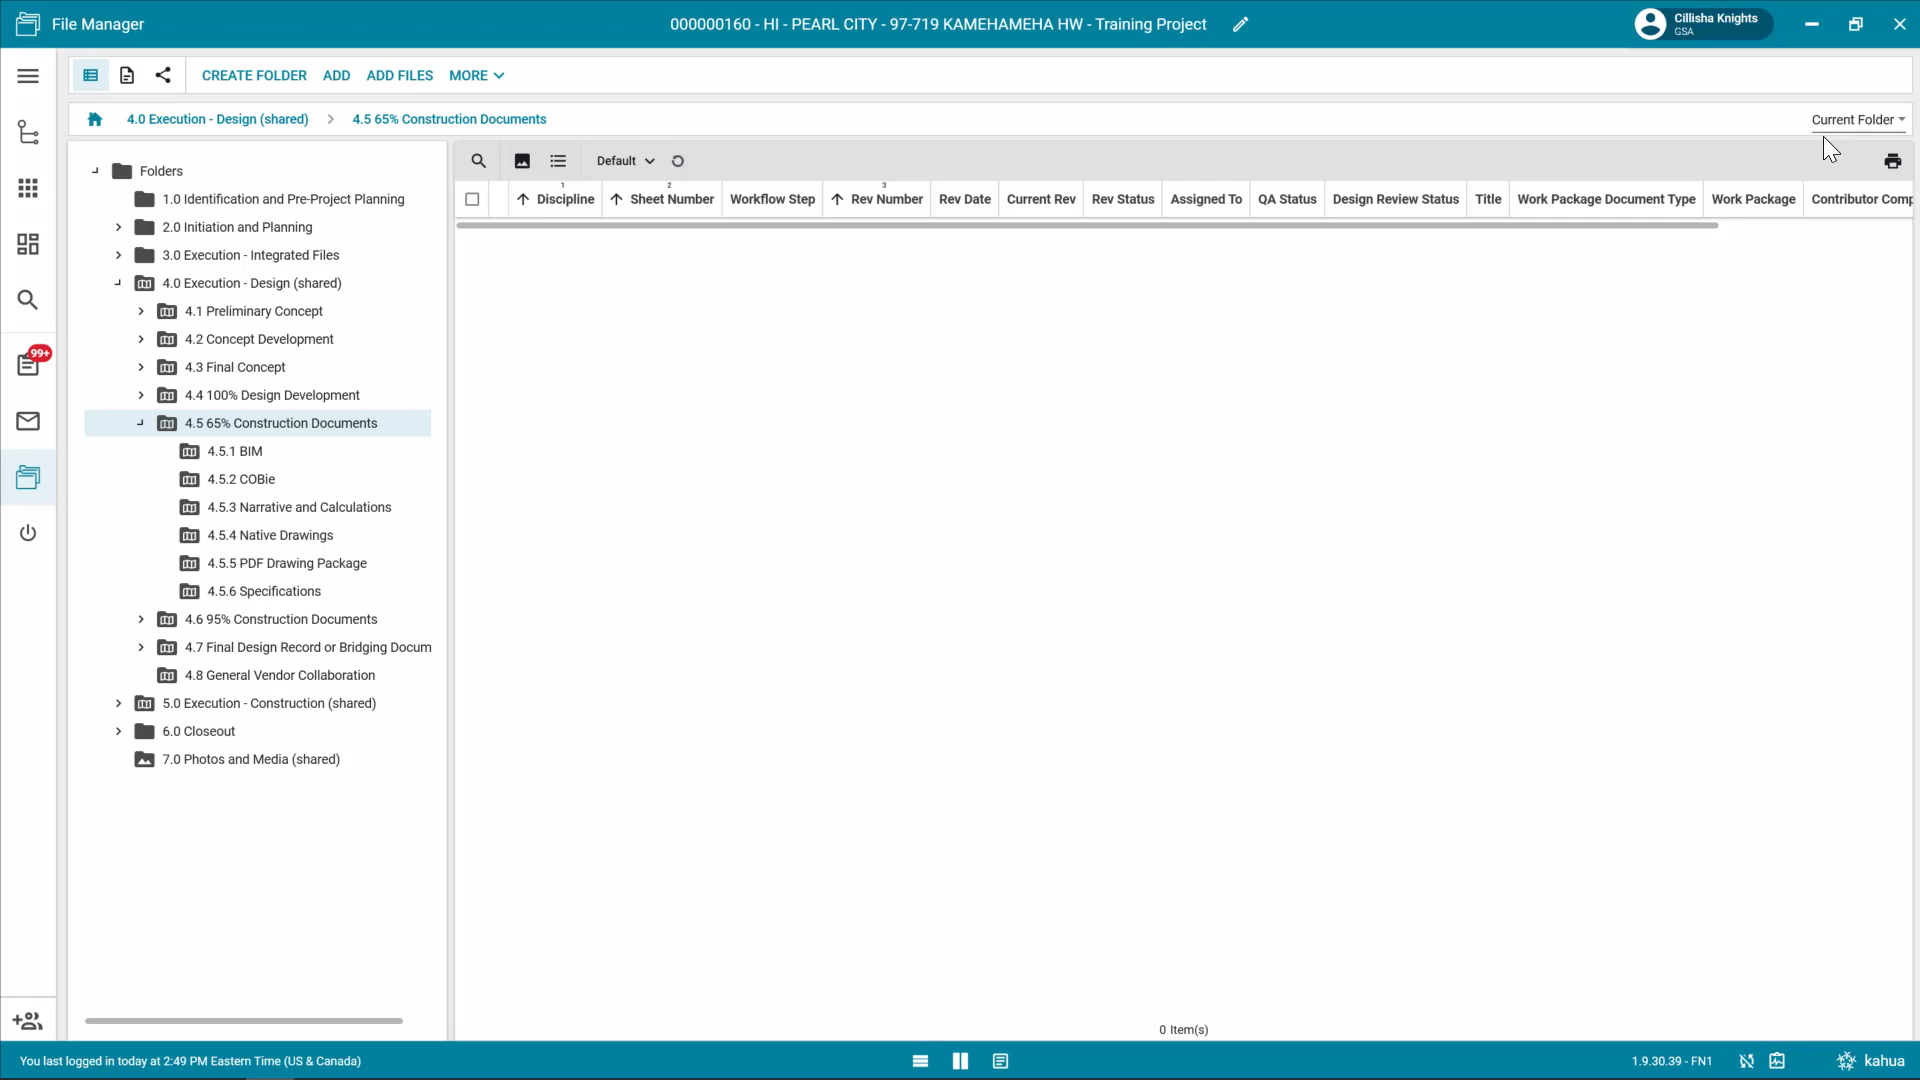 File Manager
000000160 - HI - PEARL CITY - 97-719 KAMEHAMEHA HW - Training Project
Cillisha Knights
GSA
CREATE FOLDER ADD ADD FILES MORE
4.0 Execution - Design (shared) > 4.5 65% Construction Documents
Current Folder
Default
Discipline 1 Sheet Number 2 Workflow Step Rev Number 3 Rev Date Current Rev Rev Status Assigned To QA Status Design Review Status Title Work Package Document Type Work Package Contributor Comp
Folders
1.0 Identification and Pre-Project Planning
2.0 Initiation and Planning
3.0 Execution - Integrated Files
4.0 Execution - Design (shared)
4.1 Preliminary Concept
4.2 Concept Development
4.3 Final Concept
4.4 100% Design Development
4.5 65% Construction Documents
4.5.1 BIM
4.5.2 COBie
4.5.3 Narrative and Calculations
4.5.4 Native Drawings
4.5.5 PDF Drawing Package
4.5.6 Specifications
4.6 95% Construction Documents
4.7 Final Design Record or Bridging Docum
4.8 General Vendor Collaboration
5.0 Execution - Construction (shared)
6.0 Closeout
7.0 Photos and Media (shared)
99+
0 Item(s)
You last logged in today at 2:49 PM Eastern Time (US & Canada)
1.9.30.39 - FN1
kahua